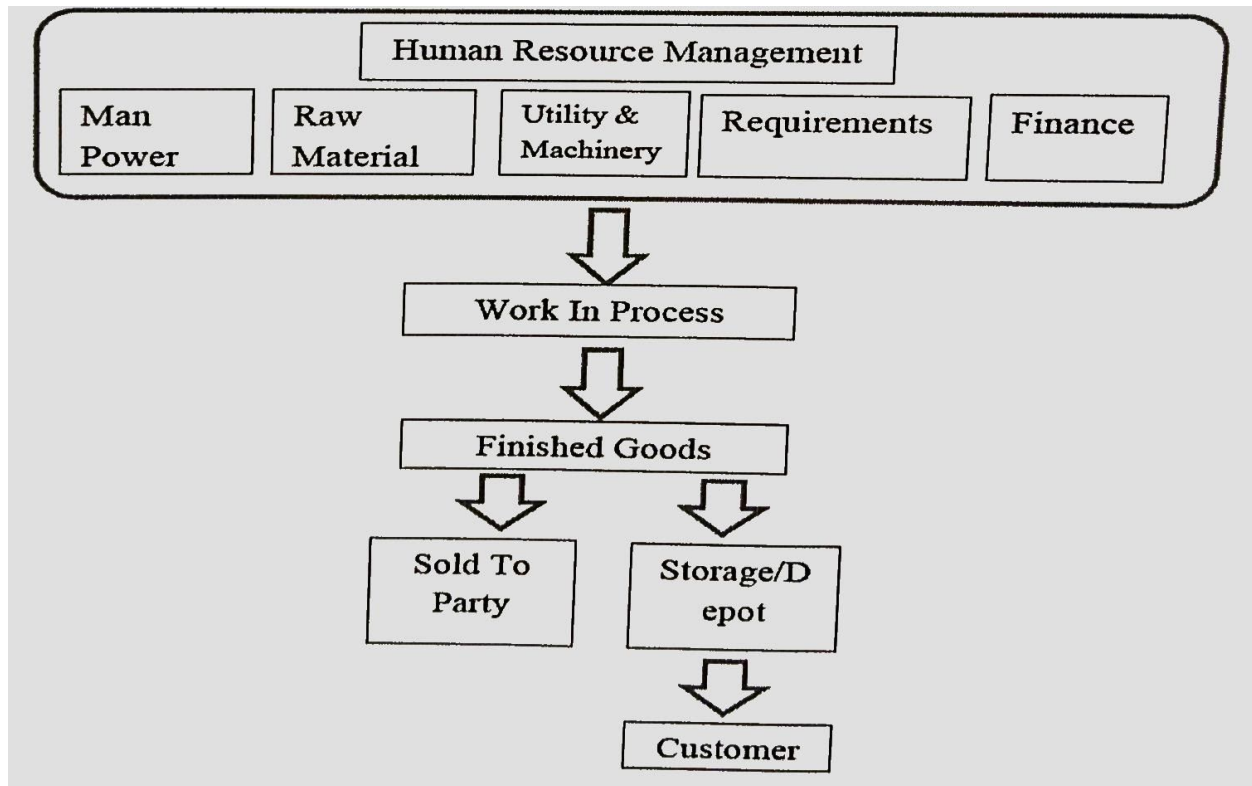 Human Resource Management
Man
Power
Raw
Material
Utility &
Machinery
Requirements
Finance
Work In Process
Finished Goods
Sold To
Party
Storage/D
epot
Customer